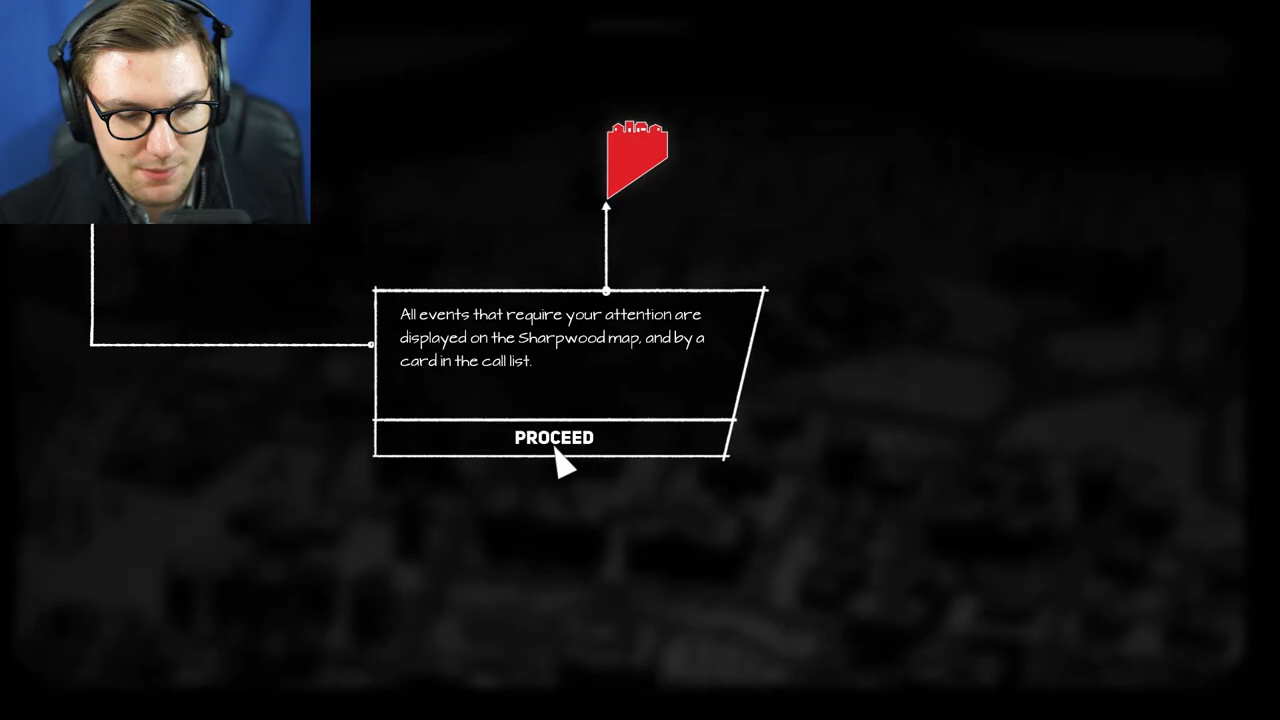 All events that require your attention are
displayed on the Sharpwood map, and by a
card in the call list.
PROCEED